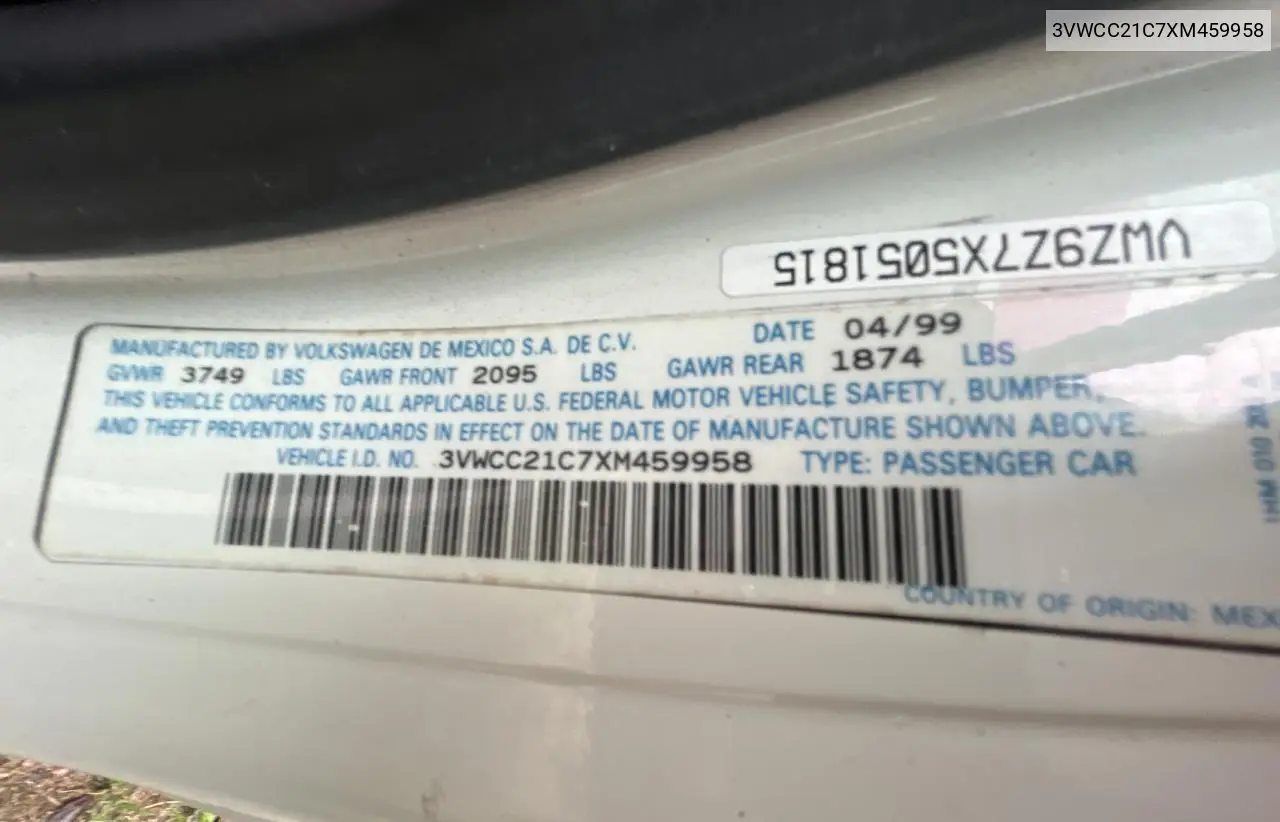 3VWCC21C7XM459958
VWZ9Z7X5051815
MANUFACTURED BY VOLKSWAGEN DE MEXICO S.A. DE C.V. DATE 04/99
GVWR 3749 LBS GAWR FRONT 2095 LBS GAWR REAR 1874 LBS
THIS VEHICLE CONFORMS TO ALL APPLICABLE U.S. FEDERAL MOTOR VEHICLE SAFETY, BUMPER,
AND THEFT PREVENTION STANDARDS IN EFFECT ON THE DATE OF MANUFACTURE SHOWN ABOVE.
VEHICLE I.D. NO. 3VWCC21C7XM459958 TYPE: PASSENGER CAR
COUNTRY OF ORIGIN: